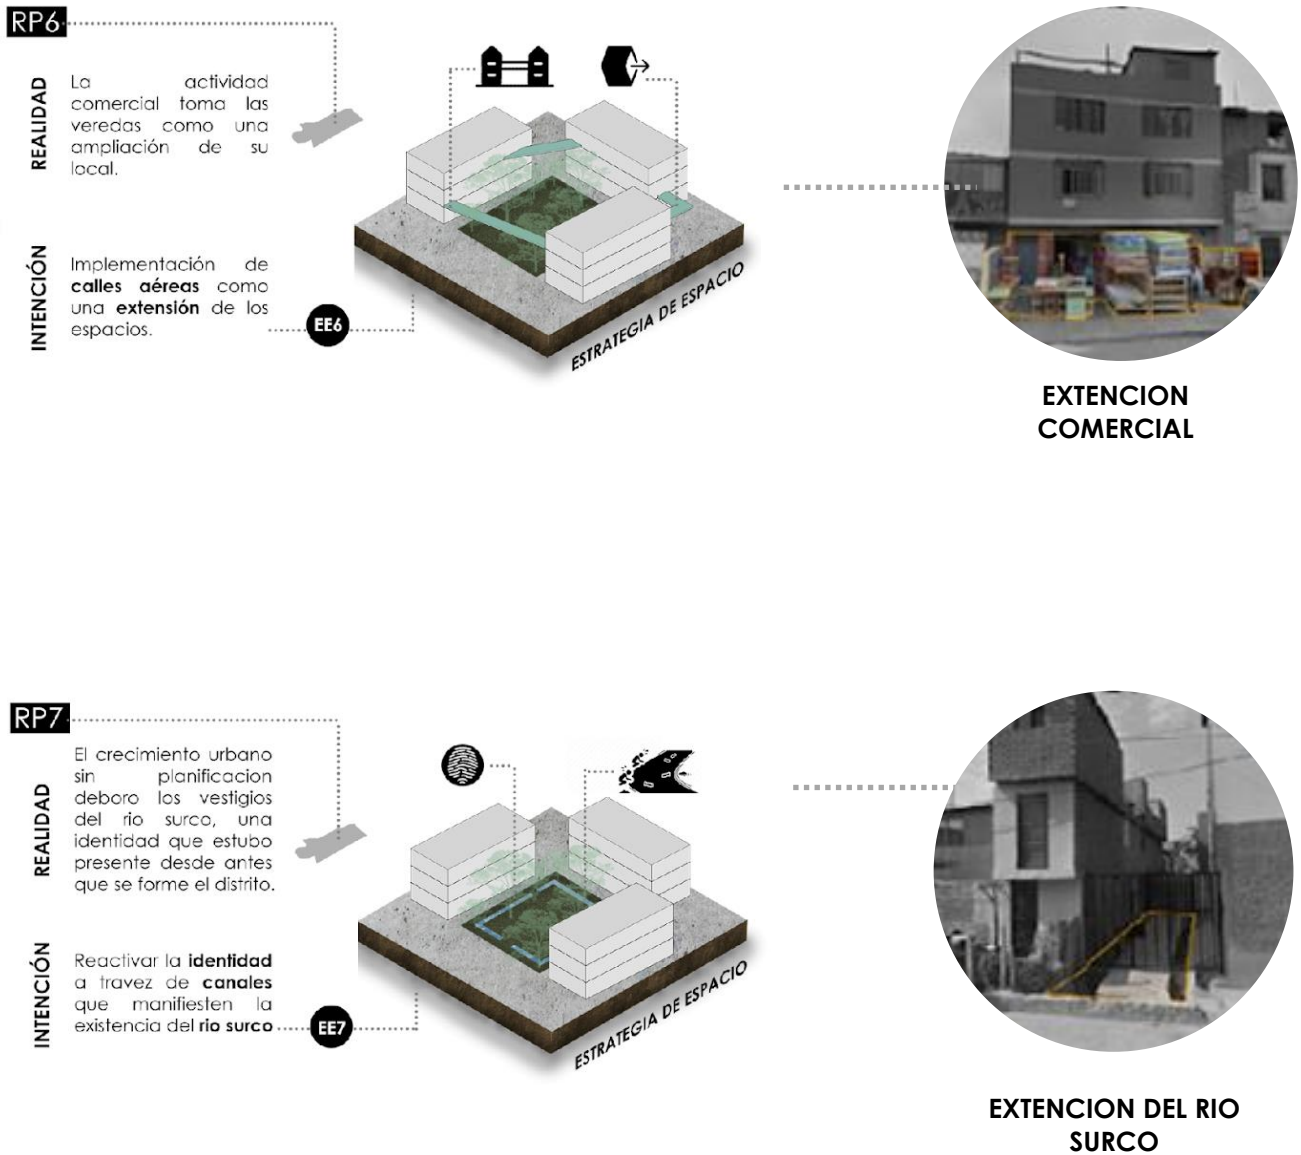 RP6
REALIDAD
La actividad
comercial toma las
veredas como una
ampliación de su
local.
INTENCIÓN
Implementación de
calles aéreas como
una extensión de los
espacios.
EE6
ESTRATEGIA DE ESPACIO
EXTENCION
COMERCIAL
RP7
REALIDAD
El crecimiento urbano
sin planificacion
deboro los vestigios
del rio surco, una
identidad que estubo
presente desde antes
que se forme el distrito.
INTENCIÓN
Reactivar la identidad
a travez de canales
que manifiesten la
existencia del rio surco
EE7
ESTRATEGIA DE ESPACIO
EXTENCION DEL RIO
SURCO